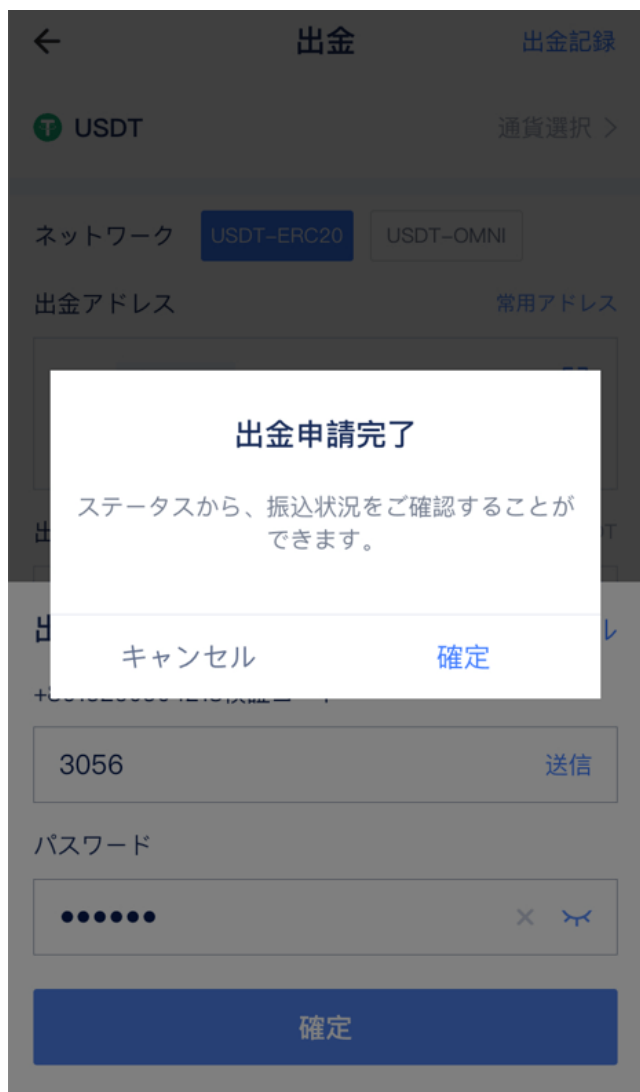 出金
出金記録
USDT
通貨選択
ネットワーク
USDT-ERC20
USDT-OMNI
出金アドレス
常用アドレス
出金申請完了
ステータスから、振込状況をご確認することが
できます。
キャンセル
確定
3056
送信
パスワード
••••••
確定